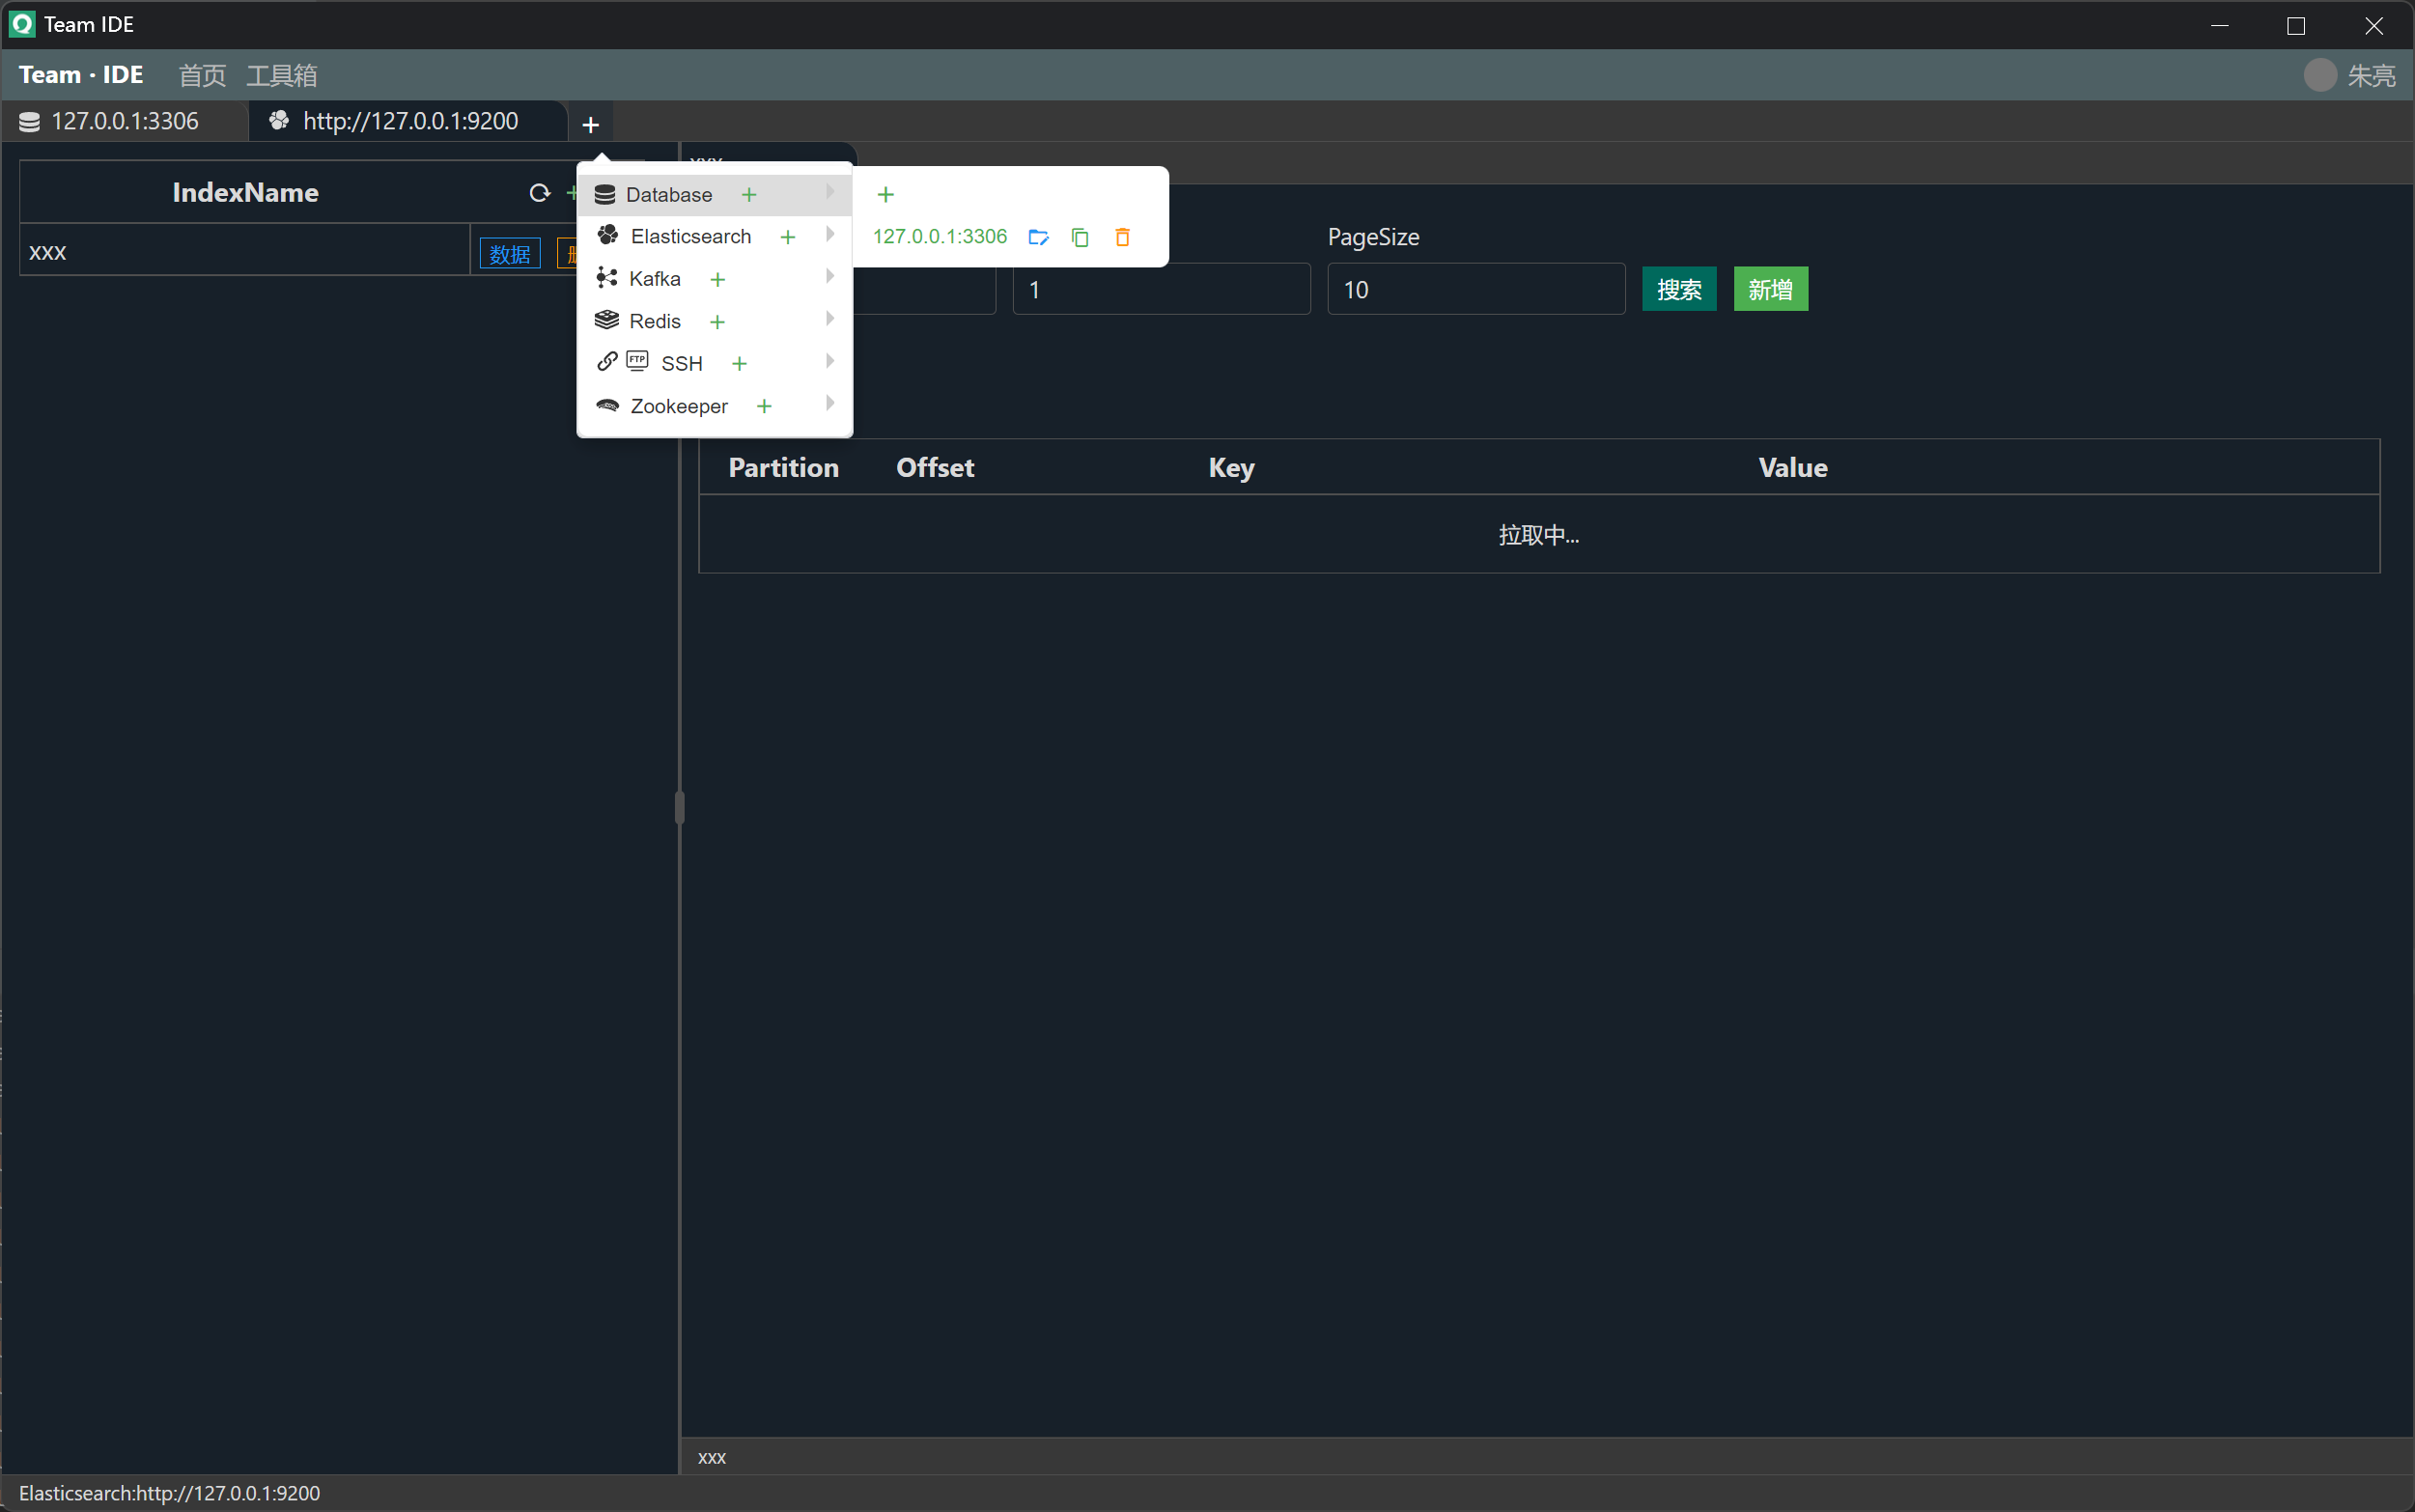 Team IDE
Team · IDE 首页 工具箱 朱亮
127.0.0.1:3306 http://127.0.0.1:9200 +
IndexName
xxx 数据
Database +
Elasticsearch +
Kafka +
Redis +
FTP SSH +
Zookeeper +
+
127.0.0.1:3306
PageSize
1 10 搜索 新增
Partition Offset Key Value
拉取中...
xxx
Elasticsearch:http://127.0.0.1:9200